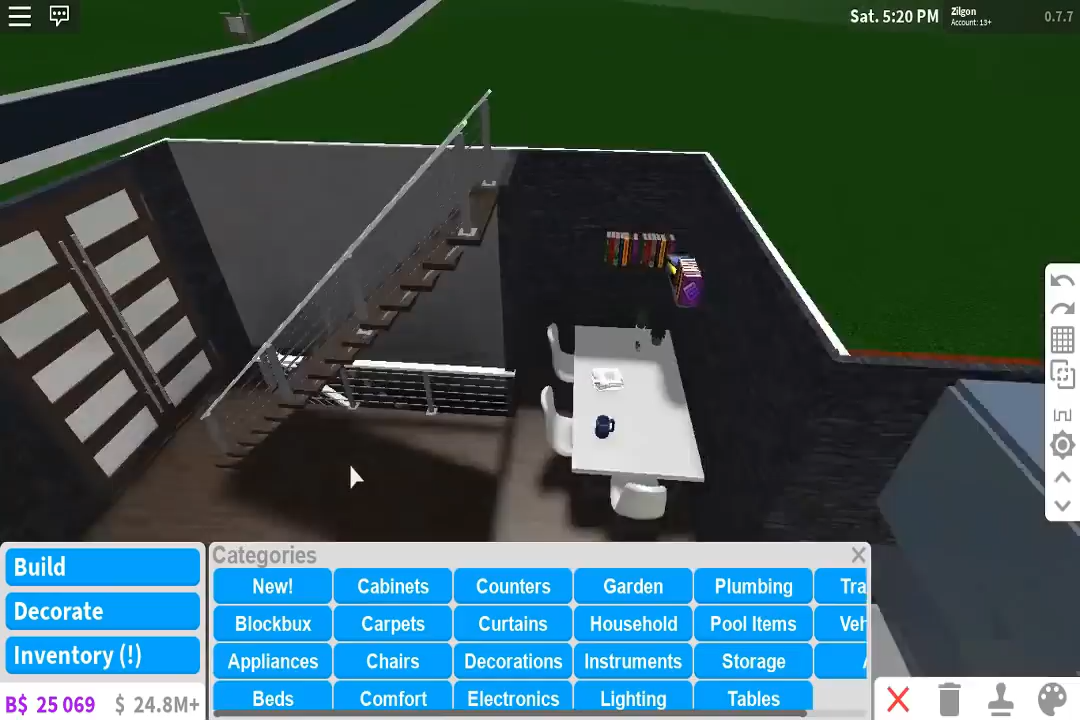 Sat. 5:20 PM
Zilgon
Account: 13+
0.7.7
Build
Decorate
Inventory (!)
B$ 25 069 $ 24.8M+
Categories
New! Cabinets Counters Garden Plumbing Tra
Blockbux Carpets Curtains Household Pool Items Veh
Appliances Chairs Decorations Instruments Storage
Beds Comfort Electronics Lighting Tables